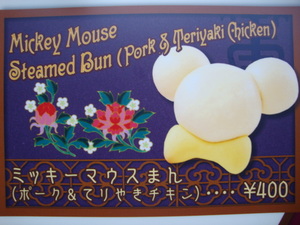 Mickey Mouse
Steamed Bun (Pork & Teriyaki Chicken)
ミッキーマウスまん
(ポーク&てりやきチキン)‥‥‥ ¥400